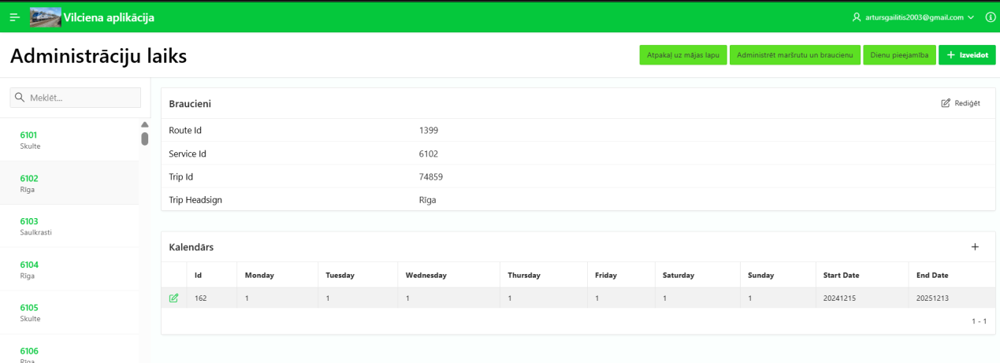 Vilciena aplikācija
artursgailitis2003@gmail.com
Administrāciju laiks
Atpakaļ uz mājas lapu
Administrēt maršrutu un braucienu
Dienu pieejamība
+ Izveidot
Meklēt...
6101
Skulte
6102
Rīga
6103
Saulkrasti
6104
Rīga
6105
Skulte
6106
Rīga
Braucieni
Rediģēt
Route Id 1399
Service Id 6102
Trip Id 74859
Trip Headsign Rīga
Kalendārs
+
Id Monday Tuesday Wednesday Thursday Friday Saturday Sunday Start Date End Date
162 1 1 1 1 1 1 1 20241215 20251213
1 - 1